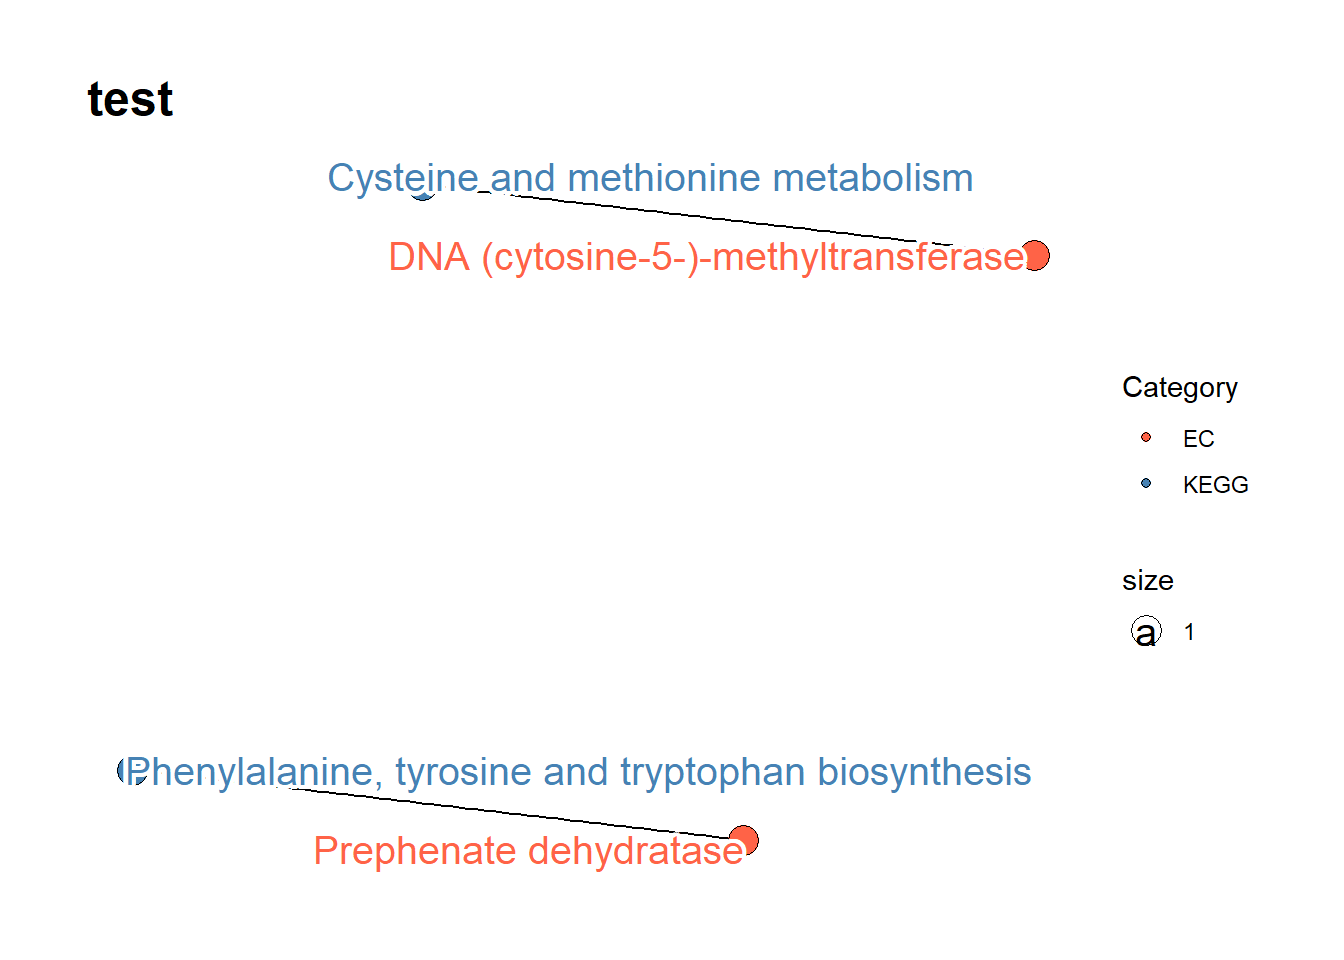 test
Cysteine and methionine metabolism
DNA (cytosine-5-)-methyltransferase
Category
EC
KEGG
size
a 1
Phenylalanine, tyrosine and tryptophan biosynthesis
Prephenate dehydratase